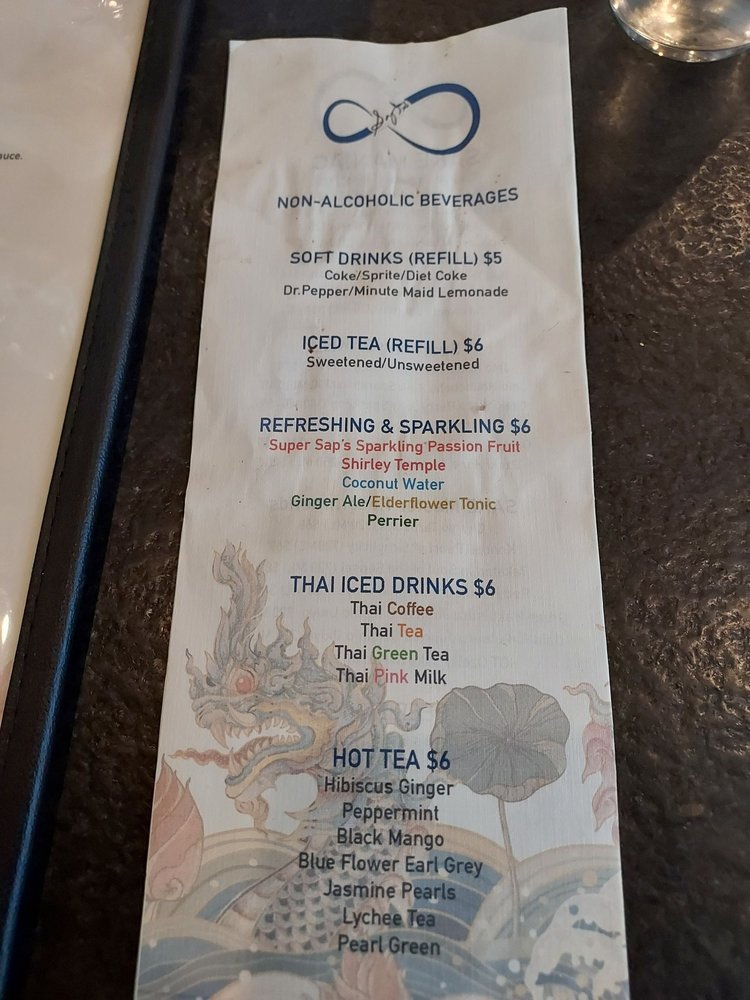 auce.
NON-ALCOHOLIC BEVERAGES
SOFT DRINKS (REFILL) $5
Coke/Sprite/Diet Coke
Dr.Pepper/Minute Maid Lemonade
ICED TEA (REFILL) $6
Sweetened/Unsweetened
REFRESHING & SPARKLING $6
Super Sap's Sparkling Passion Fruit
Shirley Temple
Coconut Water
Ginger Ale/Elderflower Tonic
Perrier
THAI ICED DRINKS $6
Thai Coffee
Thai Tea
Thai Green Tea
Thai Pink Milk
HOT TEA $6
Hibiscus Ginger
Peppermint
Black Mango
Blue Flower Earl Grey
Jasmine Pearls
Lychee Tea
Pearl Green